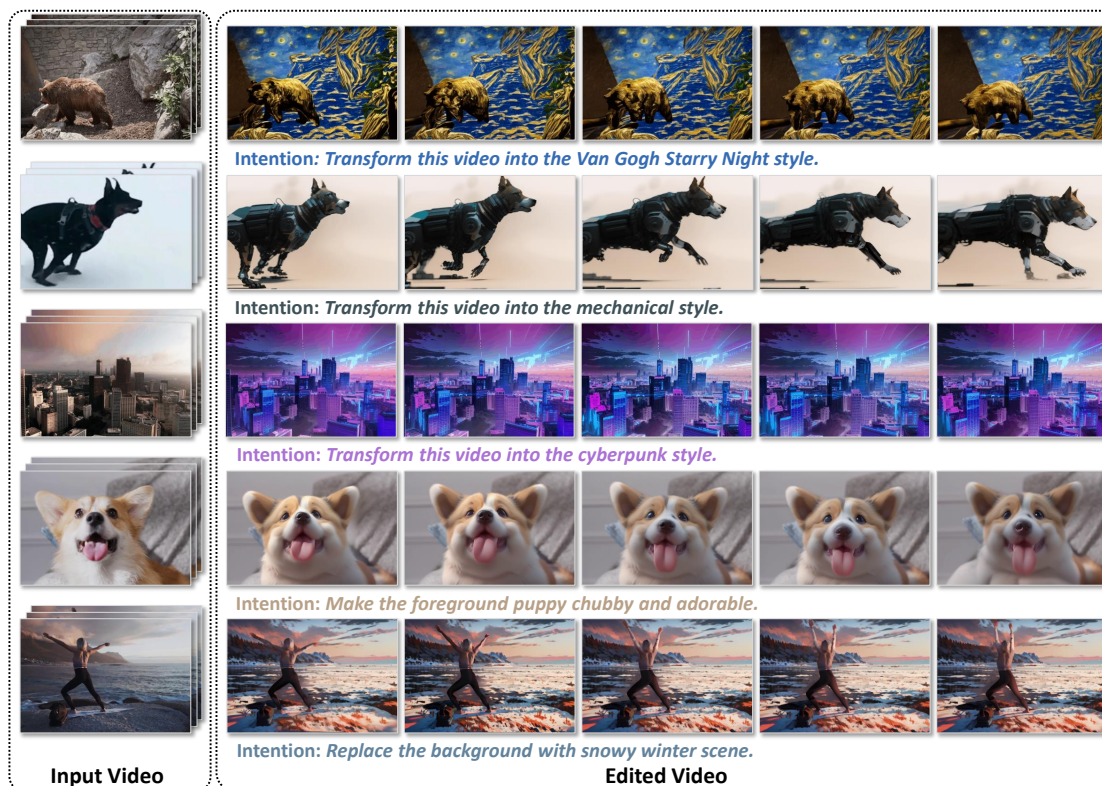 Intention: Transform this video into the Van Gogh Starry Night style.
Intention: Transform this video into the mechanical style.
Intention: Transform this video into the cyberpunk style.
Intention: Make the foreground puppy chubby and adorable.
Intention: Replace the background with snowy winter scene.
Input Video
Edited Video